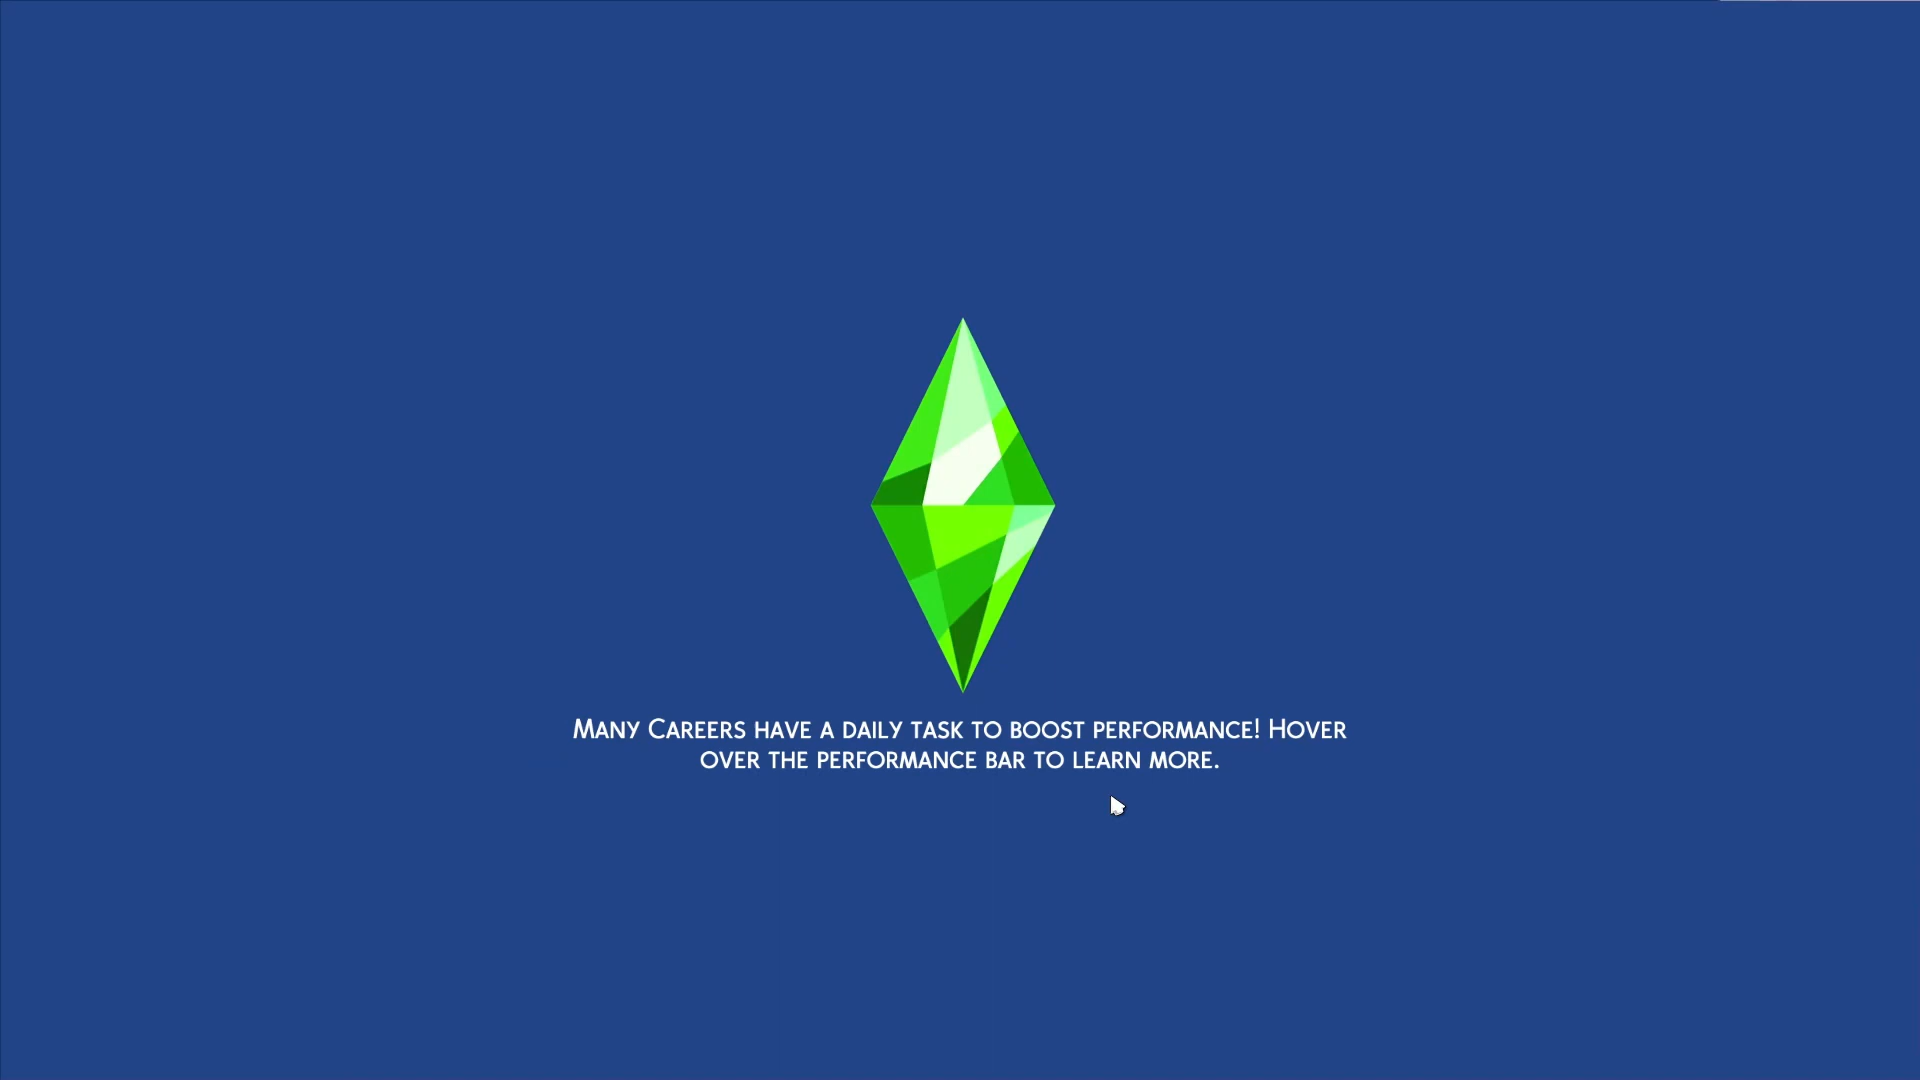 Many Careers have a daily task to boost performance! Hover
over the performance bar to learn more.